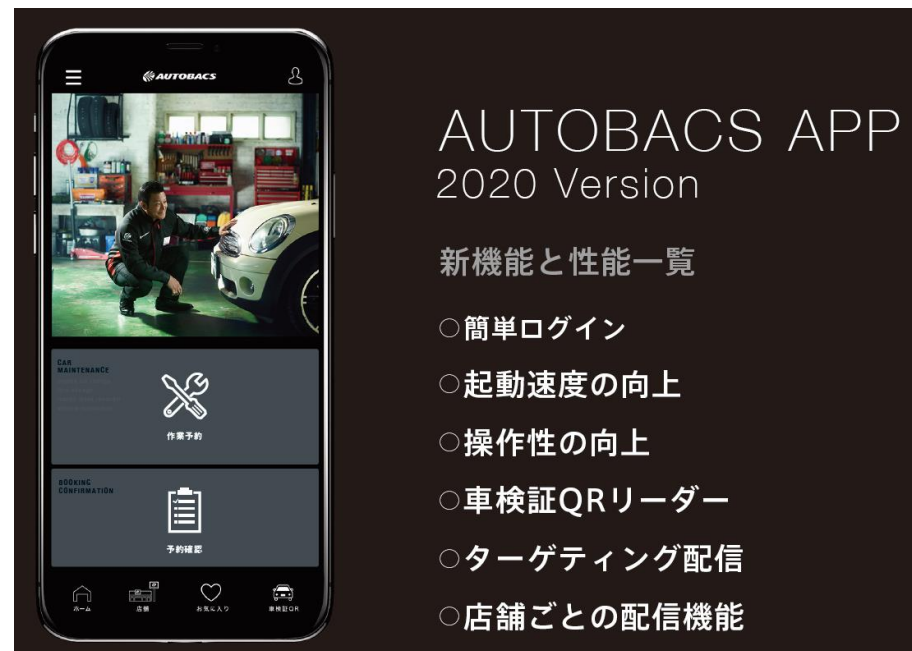 AUTOBACS
CAR
MAINTENANCE
作業予約
BOOKING
CONFIRMATION
予約確認
ホーム
店舗
お気に入り
車検証QR
AUTOBACS APP
2020 Version
新機能と性能一覧
○簡単ログイン
○起動速度の向上
○操作性の向上
○車検証QRリーダー
○ターゲティング配信
○店舗ごとの配信機能